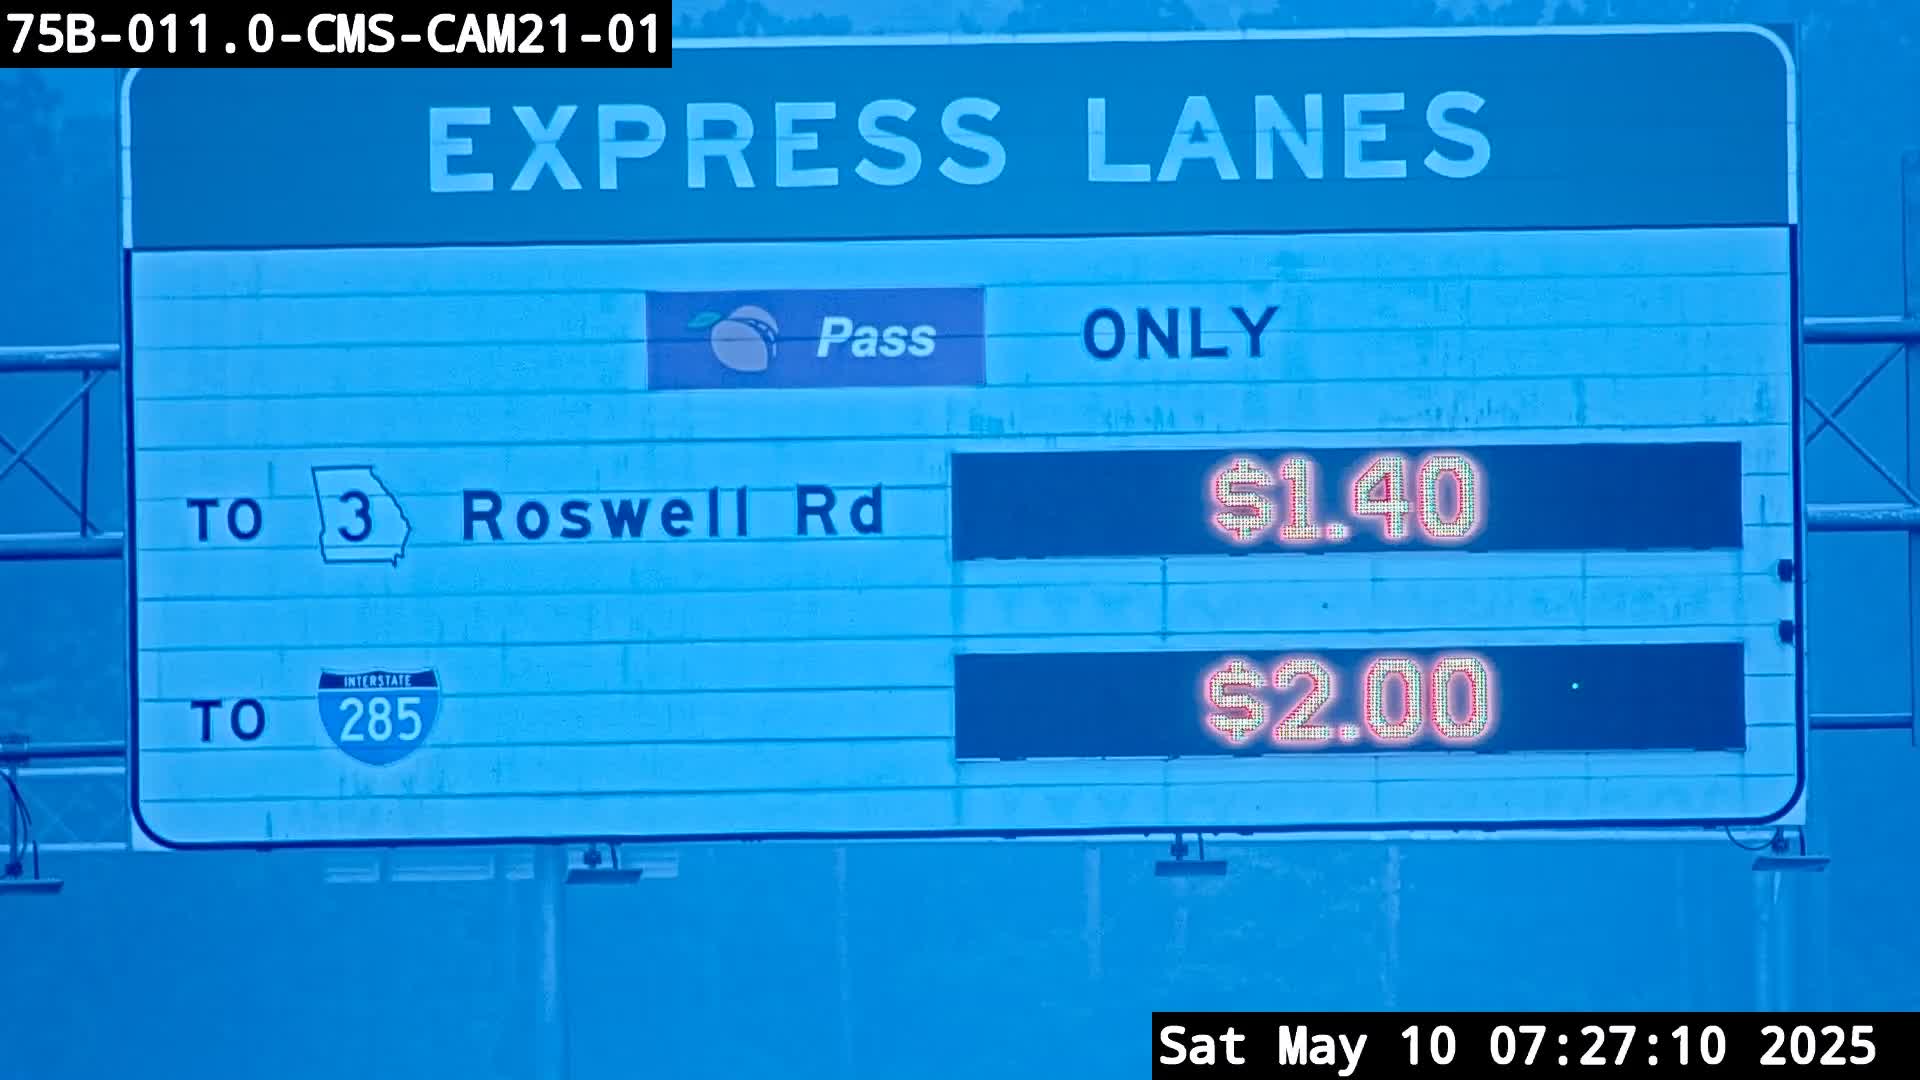 75B-011.0-CMS-CAM21-01
EXPRESS LANES
Pass ONLY
TO 3 Roswell Rd $1.40
TO INTERSTATE 285 $2.00
Sat May 10 07:27:10 2025